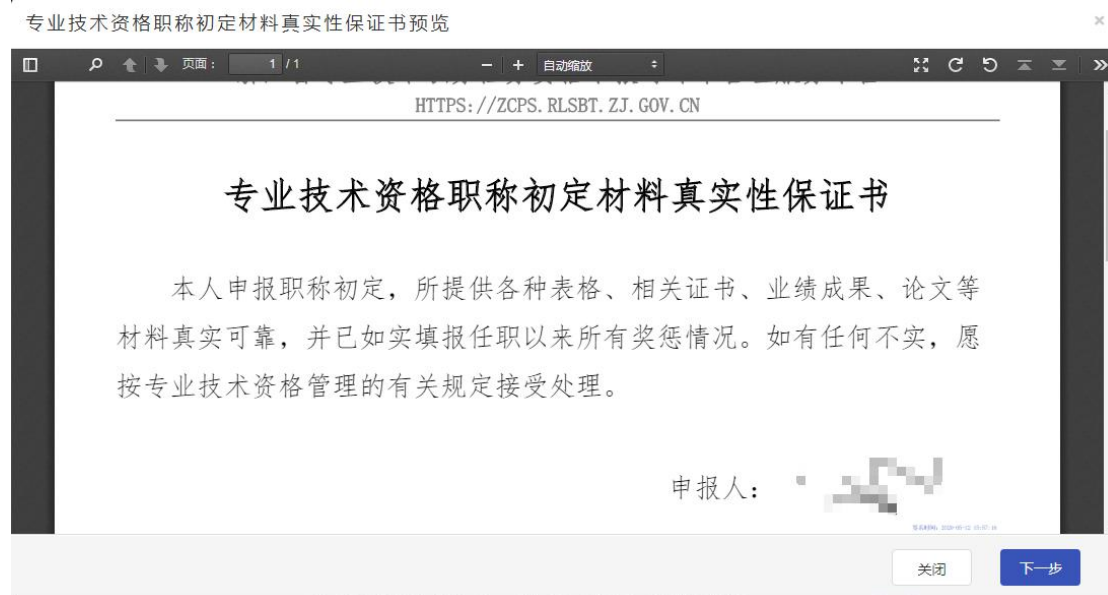 专业技术资格职称初定材料真实性保证书预览
×
页面： 1 / 1
− + 自动缩放
HTTPS://ZCPS.RLSBT.ZJ.GOV.CN
专业技术资格职称初定材料真实性保证书
本人申报职称初定，所提供各种表格、相关证书、业绩成果、论文等
材料真实可靠，并已如实填报任职以来所有奖惩情况。如有任何不实，愿
按专业技术资格管理的有关规定接受处理。
申报人：
关闭 下一步